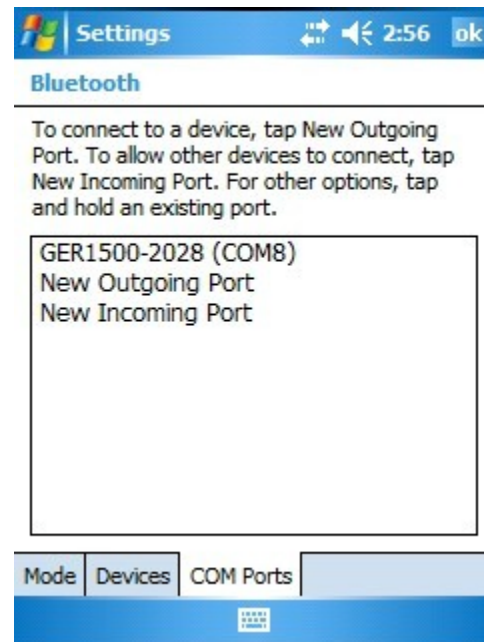 Settings 2:56 ok
Bluetooth
To connect to a device, tap New Outgoing
Port. To allow other devices to connect, tap
New Incoming Port. For other options, tap
and hold an existing port.
GER1500-2028 (COM8)
New Outgoing Port
New Incoming Port
Mode Devices COM Ports